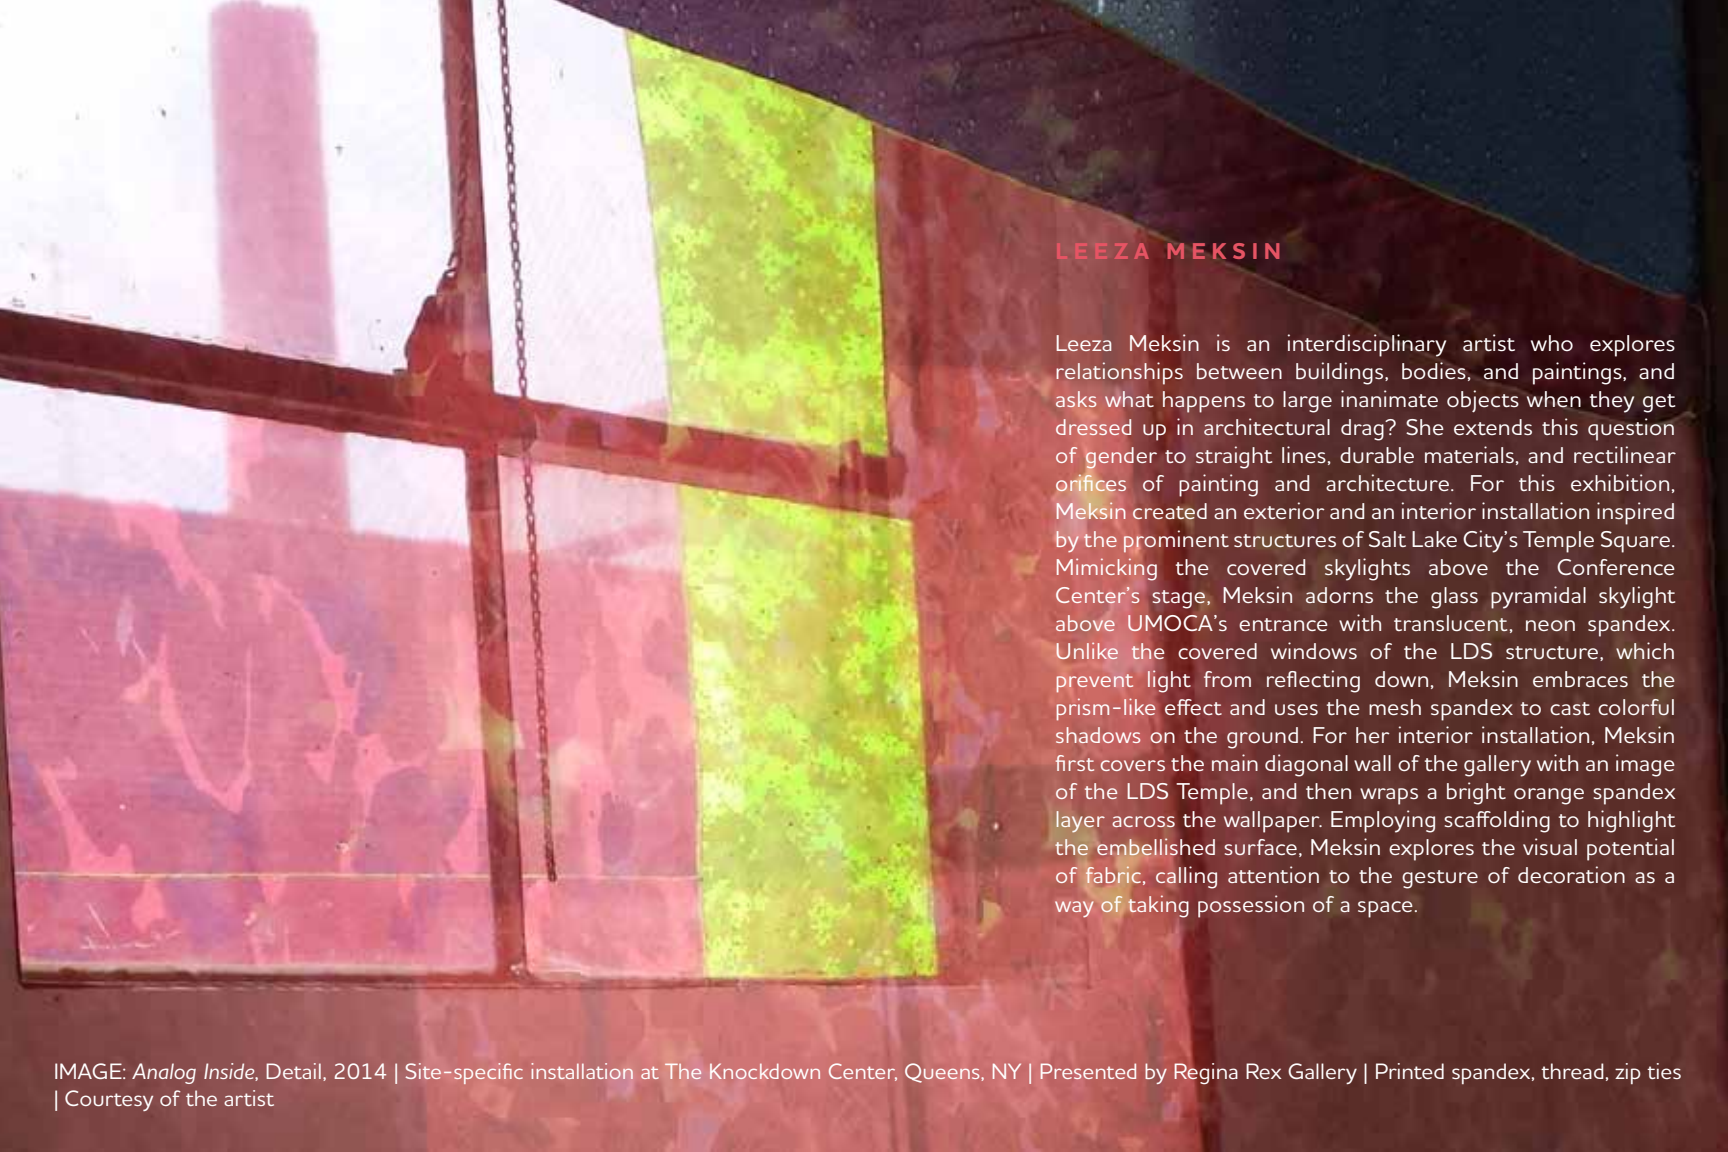 LEEZA MEKSIN
Leeza Meksin is an interdisciplinary artist who explores
relationships between buildings, bodies, and paintings, and
asks what happens to large inanimate objects when they get
dressed up in architectural drag? She extends this question
of gender to straight lines, durable materials, and rectilinear
orifices of painting and architecture. For this exhibition,
Meksin created an exterior and an interior installation inspired
by the prominent structures of Salt Lake City’s Temple Square.
Mimicking the covered skylights above the Conference
Center’s stage, Meksin adorns the glass pyramidal skylight
above UMOCA’s entrance with translucent, neon spandex.
Unlike the covered windows of the LDS structure, which
prevent light from reflecting down, Meksin embraces the
prism-like effect and uses the mesh spandex to cast colorful
shadows on the ground. For her interior installation, Meksin
first covers the main diagonal wall of the gallery with an image
of the LDS Temple, and then wraps a bright orange spandex
layer across the wallpaper. Employing scaffolding to highlight
the embellished surface, Meksin explores the visual potential
of fabric, calling attention to the gesture of decoration as a
way of taking possession of a space.
IMAGE: Analog Inside, Detail, 2014 | Site-specific installation at The Knockdown Center, Queens, NY | Presented by Regina Rex Gallery | Printed spandex, thread, zip ties
| Courtesy of the artist